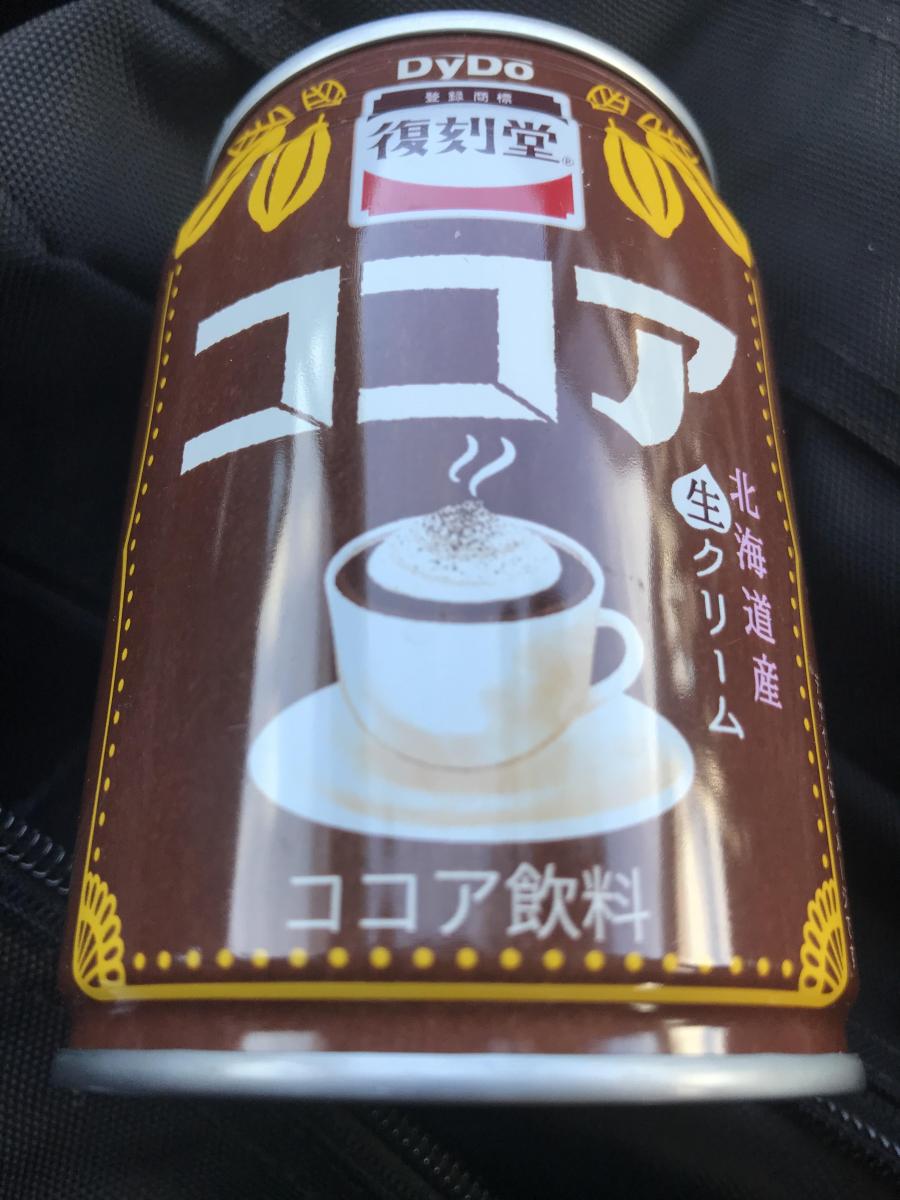 DyDo
登録商標
復刻堂®
ココア
北海道産
生クリーム
ココア飲料